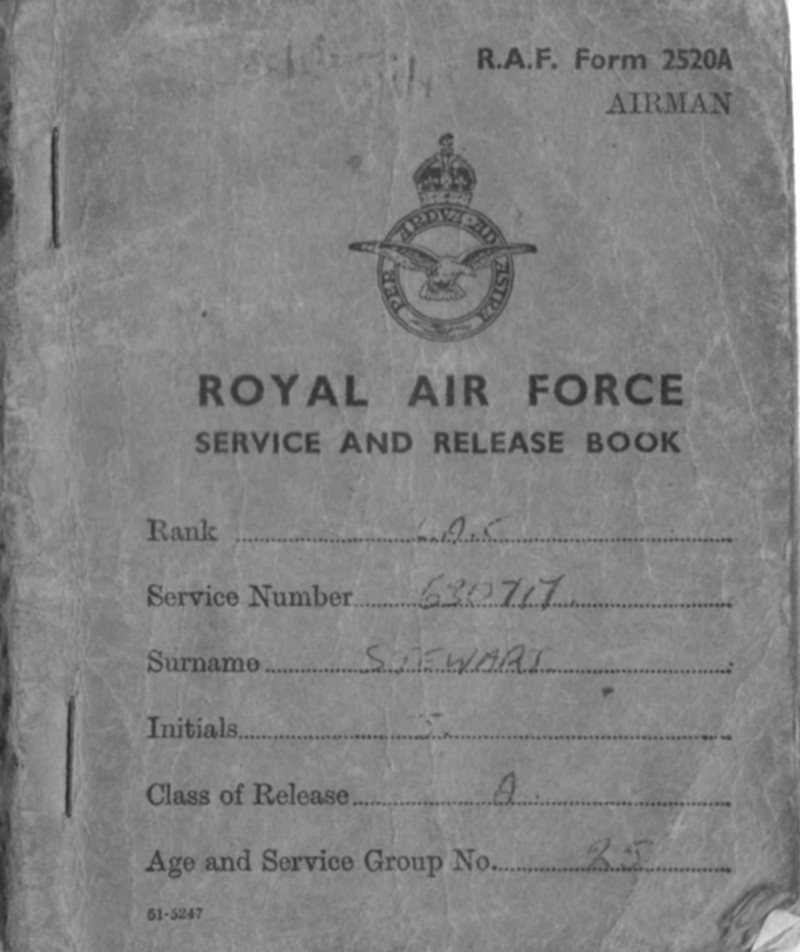 R.A.F. Form 2520A
AIRMAN
PER ARDVA AD ASTRA
ROYAL AIR FORCE
SERVICE AND RELEASE BOOK
Rank L.A.C.
Service Number 630717
Surname STEWART
Initials
Class of Release A
Age and Service Group No. 25
51-5247